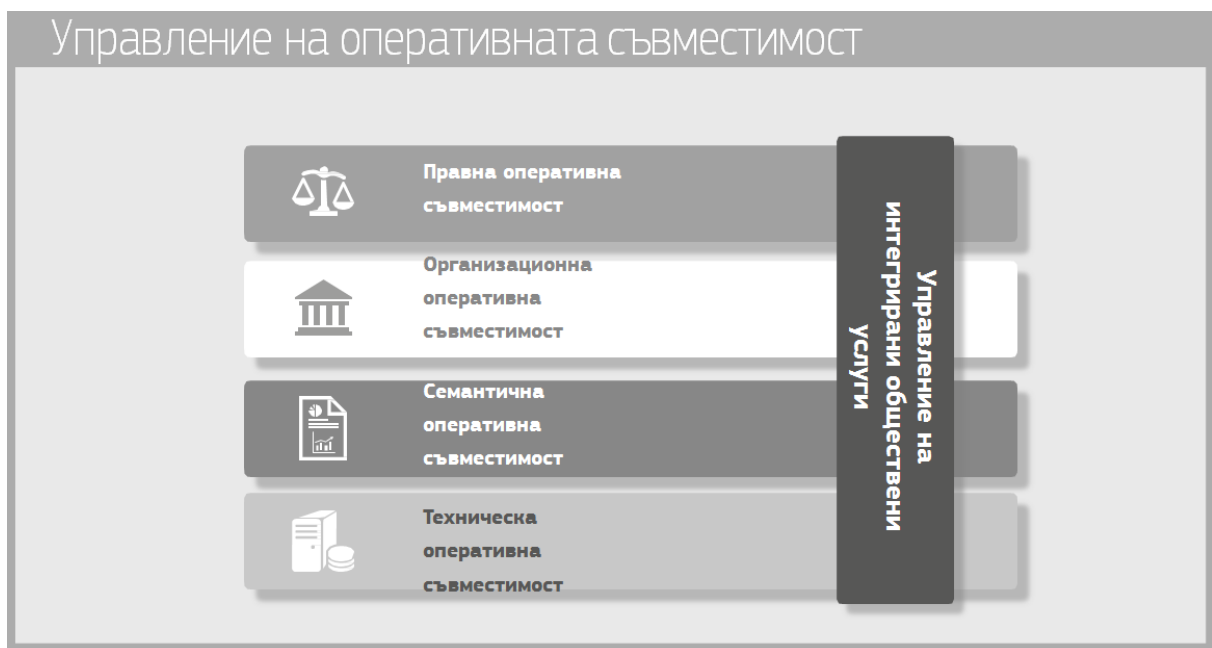 Управление на оперативната съвместимост
Правна оперативна
съвместимост
Организационна
оперативна
съвместимост
Семантична
оперативна
съвместимост
Техническа
оперативна
съвместимост
Управление на
интегрирани обществени
услуги